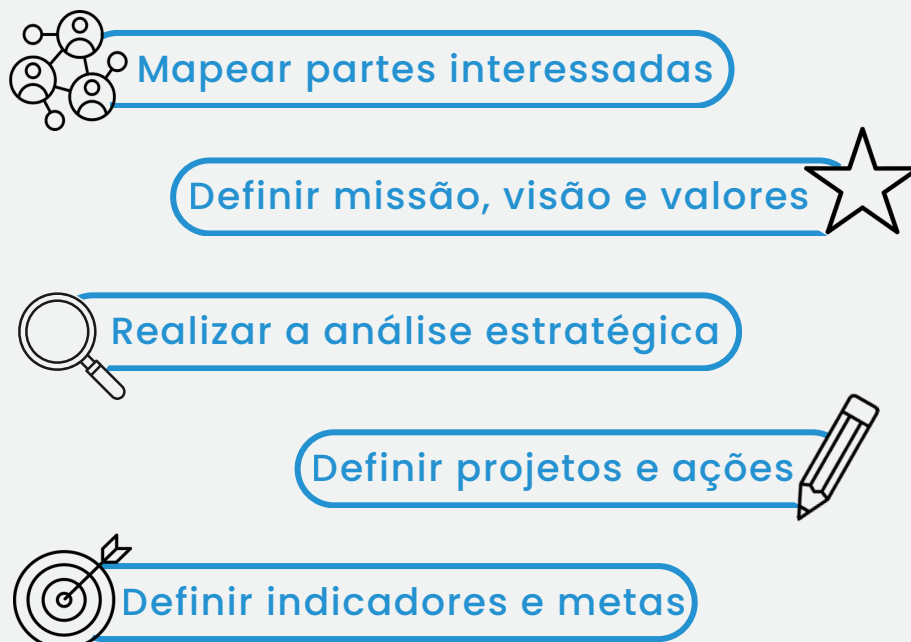 Mapear partes interessadas
Definir missão, visão e valores
Realizar a análise estratégica
Definir projetos e ações
Definir indicadores e metas